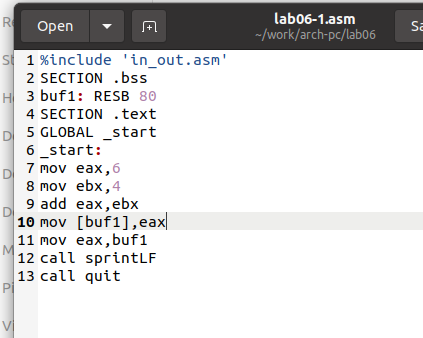 Open
lab06-1.asm
~/work/arch-pc/lab06
Sa
1 %include 'in_out.asm'
2 SECTION .bss
3 buf1: RESB 80
4 SECTION .text
5 GLOBAL _start
6 _start:
7 mov eax,6
8 mov ebx,4
9 add eax,ebx
10 mov [buf1],eax
11 mov eax,buf1
12 call sprintLF
13 call quit